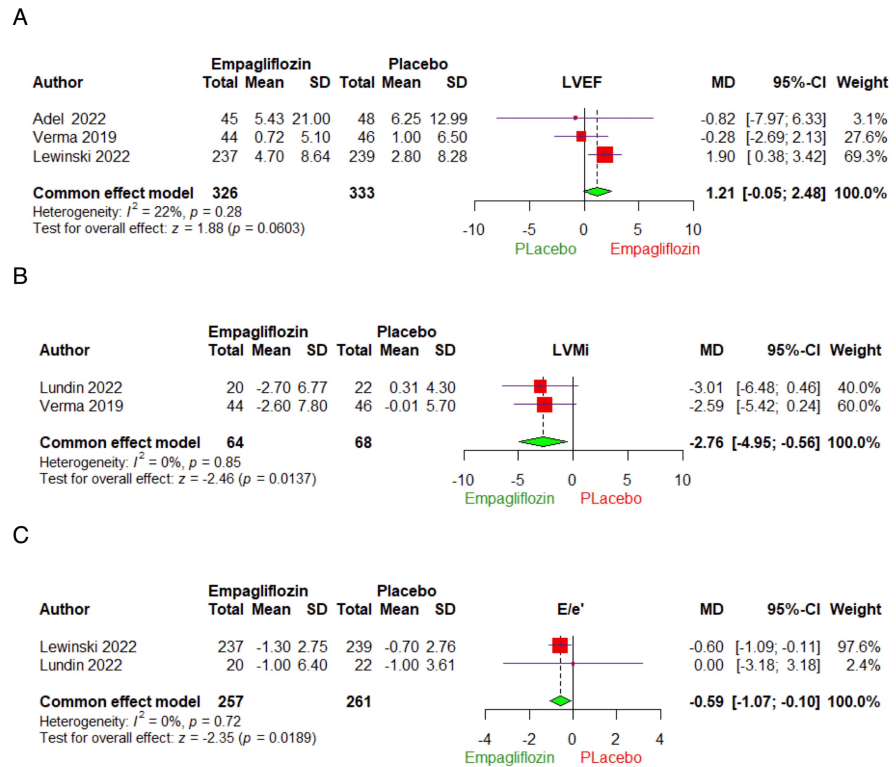 A
Empagliflozin Placebo
Author Total Mean SD Total Mean SD LVEF MD 95%-CI Weight
Adel 2022 45 5.43 21.00 48 6.25 12.99 -0.82 [-7.97; 6.33) 3.1%
Verma 2019 44 0.72 5.10 46 1.00 6.50 -0.28 [-2.69; 2.13] 27.6%
Lewinski 2022 237 4.70 8.64 239 2.80 8.28 1.90 [ 0.38; 3.42] 69.3%
Common effect model 326 333 1.21 [-0.05; 2.48] 100.0%
Heterogeneity: I² = 22%, p = 0.28
Test for overall effect: z = 1.88 (p = 0.0603)
-10 -5 0 5 10
PLacebo Empagliflozin
B
Empagliflozin Placebo
Author Total Mean SD Total Mean SD LVMi MD 95%-CI Weight
Lundin 2022 20 -2.70 6.77 22 0.31 4.30 -3.01 [-6.48; 0.46] 40.0%
Verma 2019 44 -2.60 7.80 46 -0.01 5.70 -2.59 [-5.42; 0.24] 60.0%
Common effect model 64 68 -2.76 [-4.95; -0.56] 100.0%
Heterogeneity: I² = 0%, p = 0.85
Test for overall effect: z = -2.46 (p = 0.0137)
-10 -5 0 5 10
Empagliflozin PLacebo
C
Empagliflozin Placebo
Author Total Mean SD Total Mean SD E/e' MD 95%-CI Weight
Lewinski 2022 237 -1.30 2.75 239 -0.70 2.76 -0.60 [-1.09; -0.11] 97.6%
Lundin 2022 20 -1.00 6.40 22 -1.00 3.61 0.00 [-3.18; 3.18] 2.4%
Common effect model 257 261 -0.59 [-1.07; -0.10] 100.0%
Heterogeneity: I² = 0%, p = 0.72
Test for overall effect: z = -2.35 (p = 0.0189)
-4 -2 0 2 4
Empagliflozin PLacebo